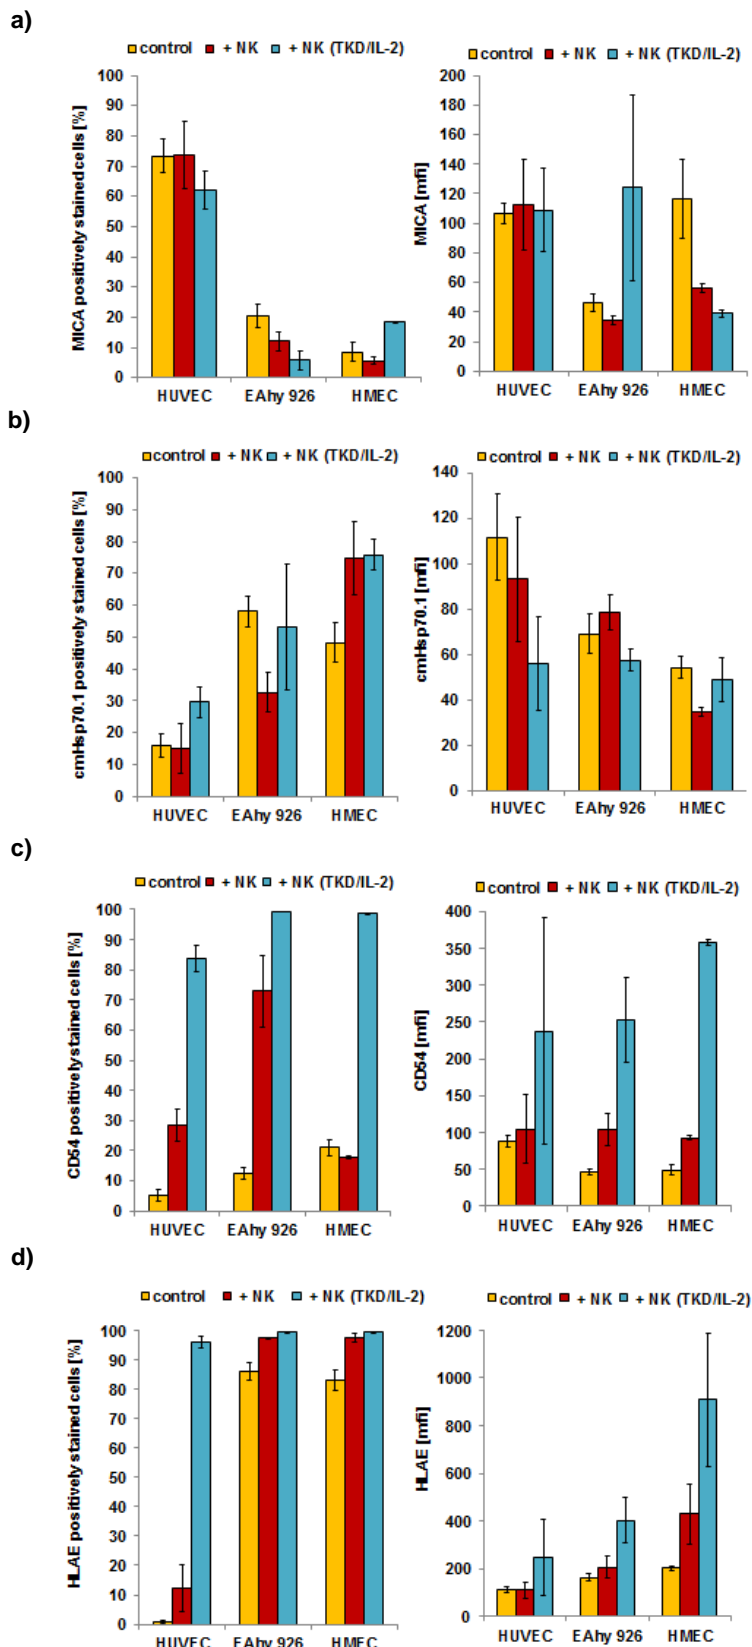 a)
control + NK + NK (TKD/IL-2)
MICA positively stained cells [%]
100
90
80
70
60
50
40
30
20
10
0
HUVEC EAhy 926 HMEC
control + NK + NK (TKD/IL-2)
MICA [mfi]
200
180
160
140
120
100
80
60
40
20
0
HUVEC EAhy 926 HMEC
b)
control + NK + NK (TKD/IL-2)
cmHsp70.1 positively stained cells [%]
100
90
80
70
60
50
40
30
20
10
0
HUVEC EAhy 926 HMEC
control + NK + NK (TKD/IL-2)
cmHsp70.1 [mfi]
140
120
100
80
60
40
20
0
HUVEC EAhy 926 HMEC
c)
control + NK + NK (TKD/IL-2)
CD54 positively stained cells [%]
100
90
80
70
60
50
40
30
20
10
0
HUVEC EAhy 926 HMEC
control + NK + NK (TKD/IL-2)
CD54 [mfi]
400
350
300
250
200
150
100
50
0
HUVEC EAhy 926 HMEC
d)
control + NK + NK (TKD/IL-2)
HLAE positively stained cells [%]
100
90
80
70
60
50
40
30
20
10
0
HUVEC EAhy 926 HMEC
control + NK + NK (TKD/IL-2)
HLAE [mfi]
1200
1000
800
600
400
200
0
HUVEC EAhy 926 HMEC